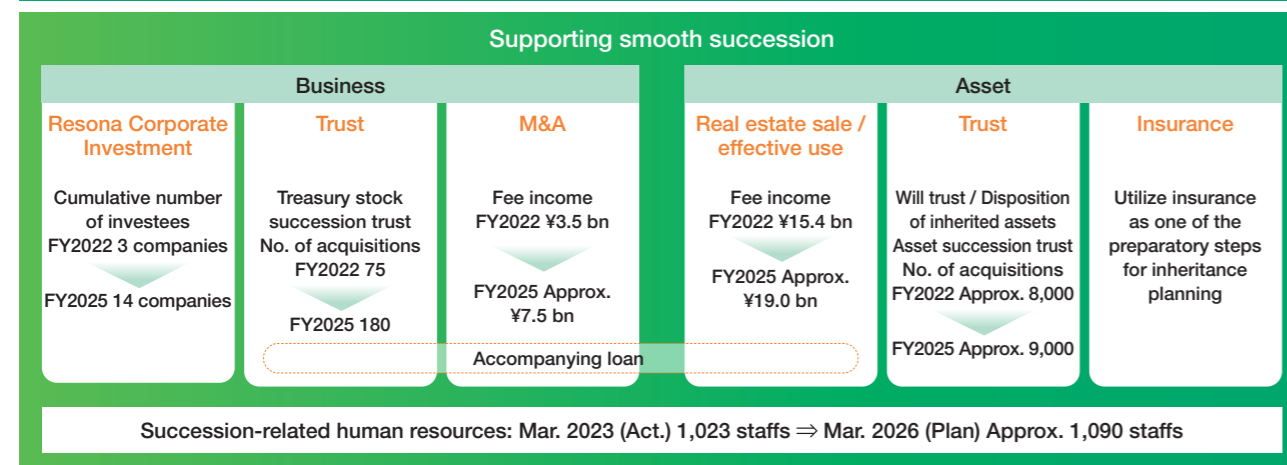 Supporting smooth succession
Business
Resona Corporate
Investment
Cumulative number
of investees
FY2022 3 companies
FY2025 14 companies
Trust
Treasury stock
succession trust
No. of acquisitions
FY2022 75
FY2025 180
M&A
Fee income
FY2022 ¥3.5 bn
FY2025 Approx.
¥7.5 bn
Asset
Real estate sale /
effective use
Fee income
FY2022 ¥15.4 bn
FY2025 Approx.
¥19.0 bn
Trust
Will trust / Disposition
of inherited assets
Asset succession trust
No. of acquisitions
FY2022 Approx. 8,000
FY2025 Approx. 9,000
Insurance
Utilize insurance
as one of the
preparatory steps
for inheritance
planning
Accompanying loan
Succession-related human resources: Mar. 2023 (Act.) 1,023 staffs ⇒ Mar. 2026 (Plan) Approx. 1,090 staffs